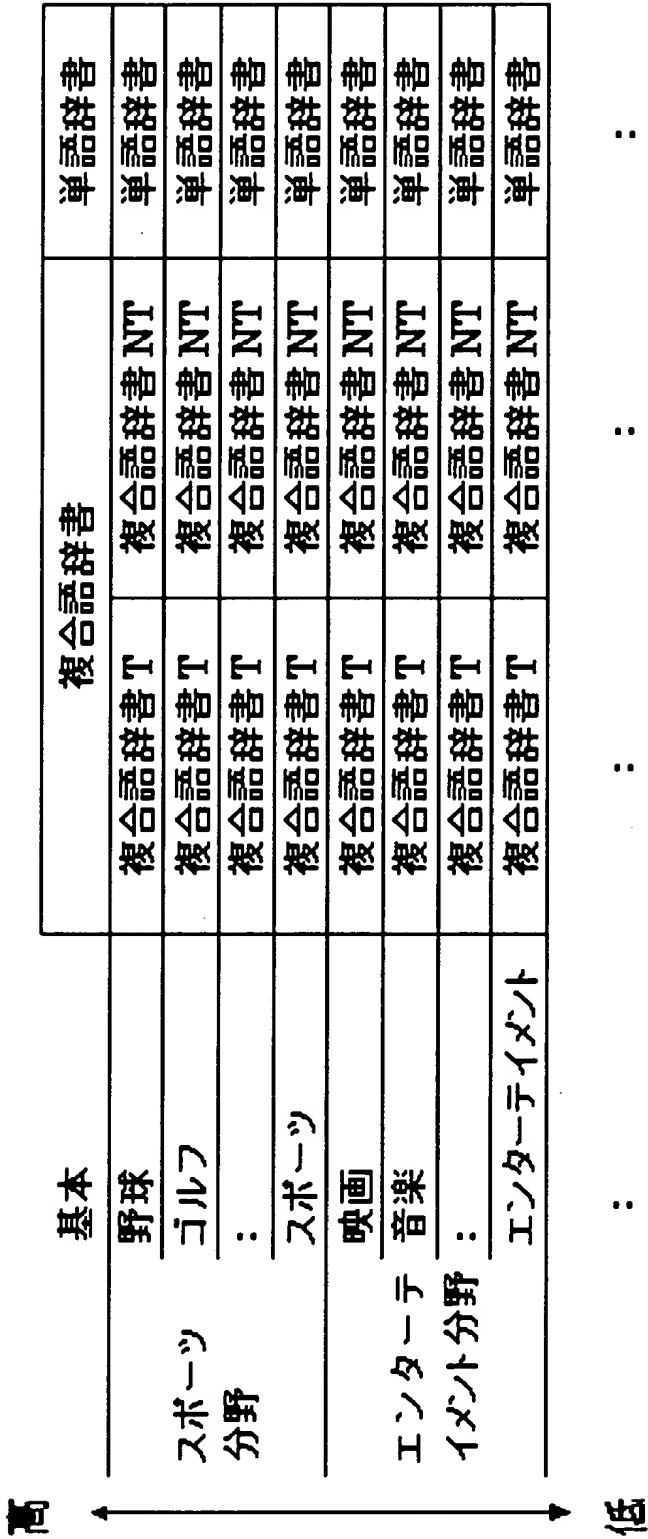 高
基本 複合語辞書 単語辞書
スポーツ
分野
野球 複合語辞書T 複合語辞書NT 単語辞書
ゴルフ 複合語辞書T 複合語辞書NT 単語辞書
: 複合語辞書T 複合語辞書NT 単語辞書
スポーツ 複合語辞書T 複合語辞書NT 単語辞書
エンターテ
イメント分野
映画 複合語辞書T 複合語辞書NT 単語辞書
音楽 複合語辞書T 複合語辞書NT 単語辞書
: 複合語辞書T 複合語辞書NT 単語辞書
エンターテイメント 複合語辞書T 複合語辞書NT 単語辞書
低 : : : :